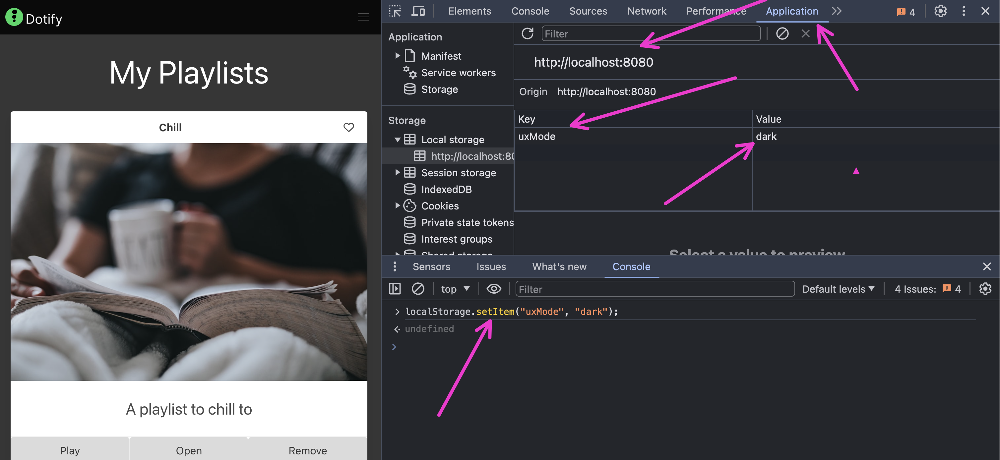 Dotify
My Playlists
Chill
A playlist to chill to
Play Open Remove
Elements Console Sources Network Performance Application 4
Application
Manifest
Service workers
Storage
Storage
Local storage
http://localhost:80
Session storage
IndexedDB
Cookies
Private state tokens
Interest groups
Shared storage
Filter
http://localhost:8080
Origin http://localhost:8080
Key Value
uxMode dark
Select a value to preview
Sensors Issues What's new Console
top Filter Default levels 4 Issues: 4
localStorage.setItem("uxMode", "dark");
undefined